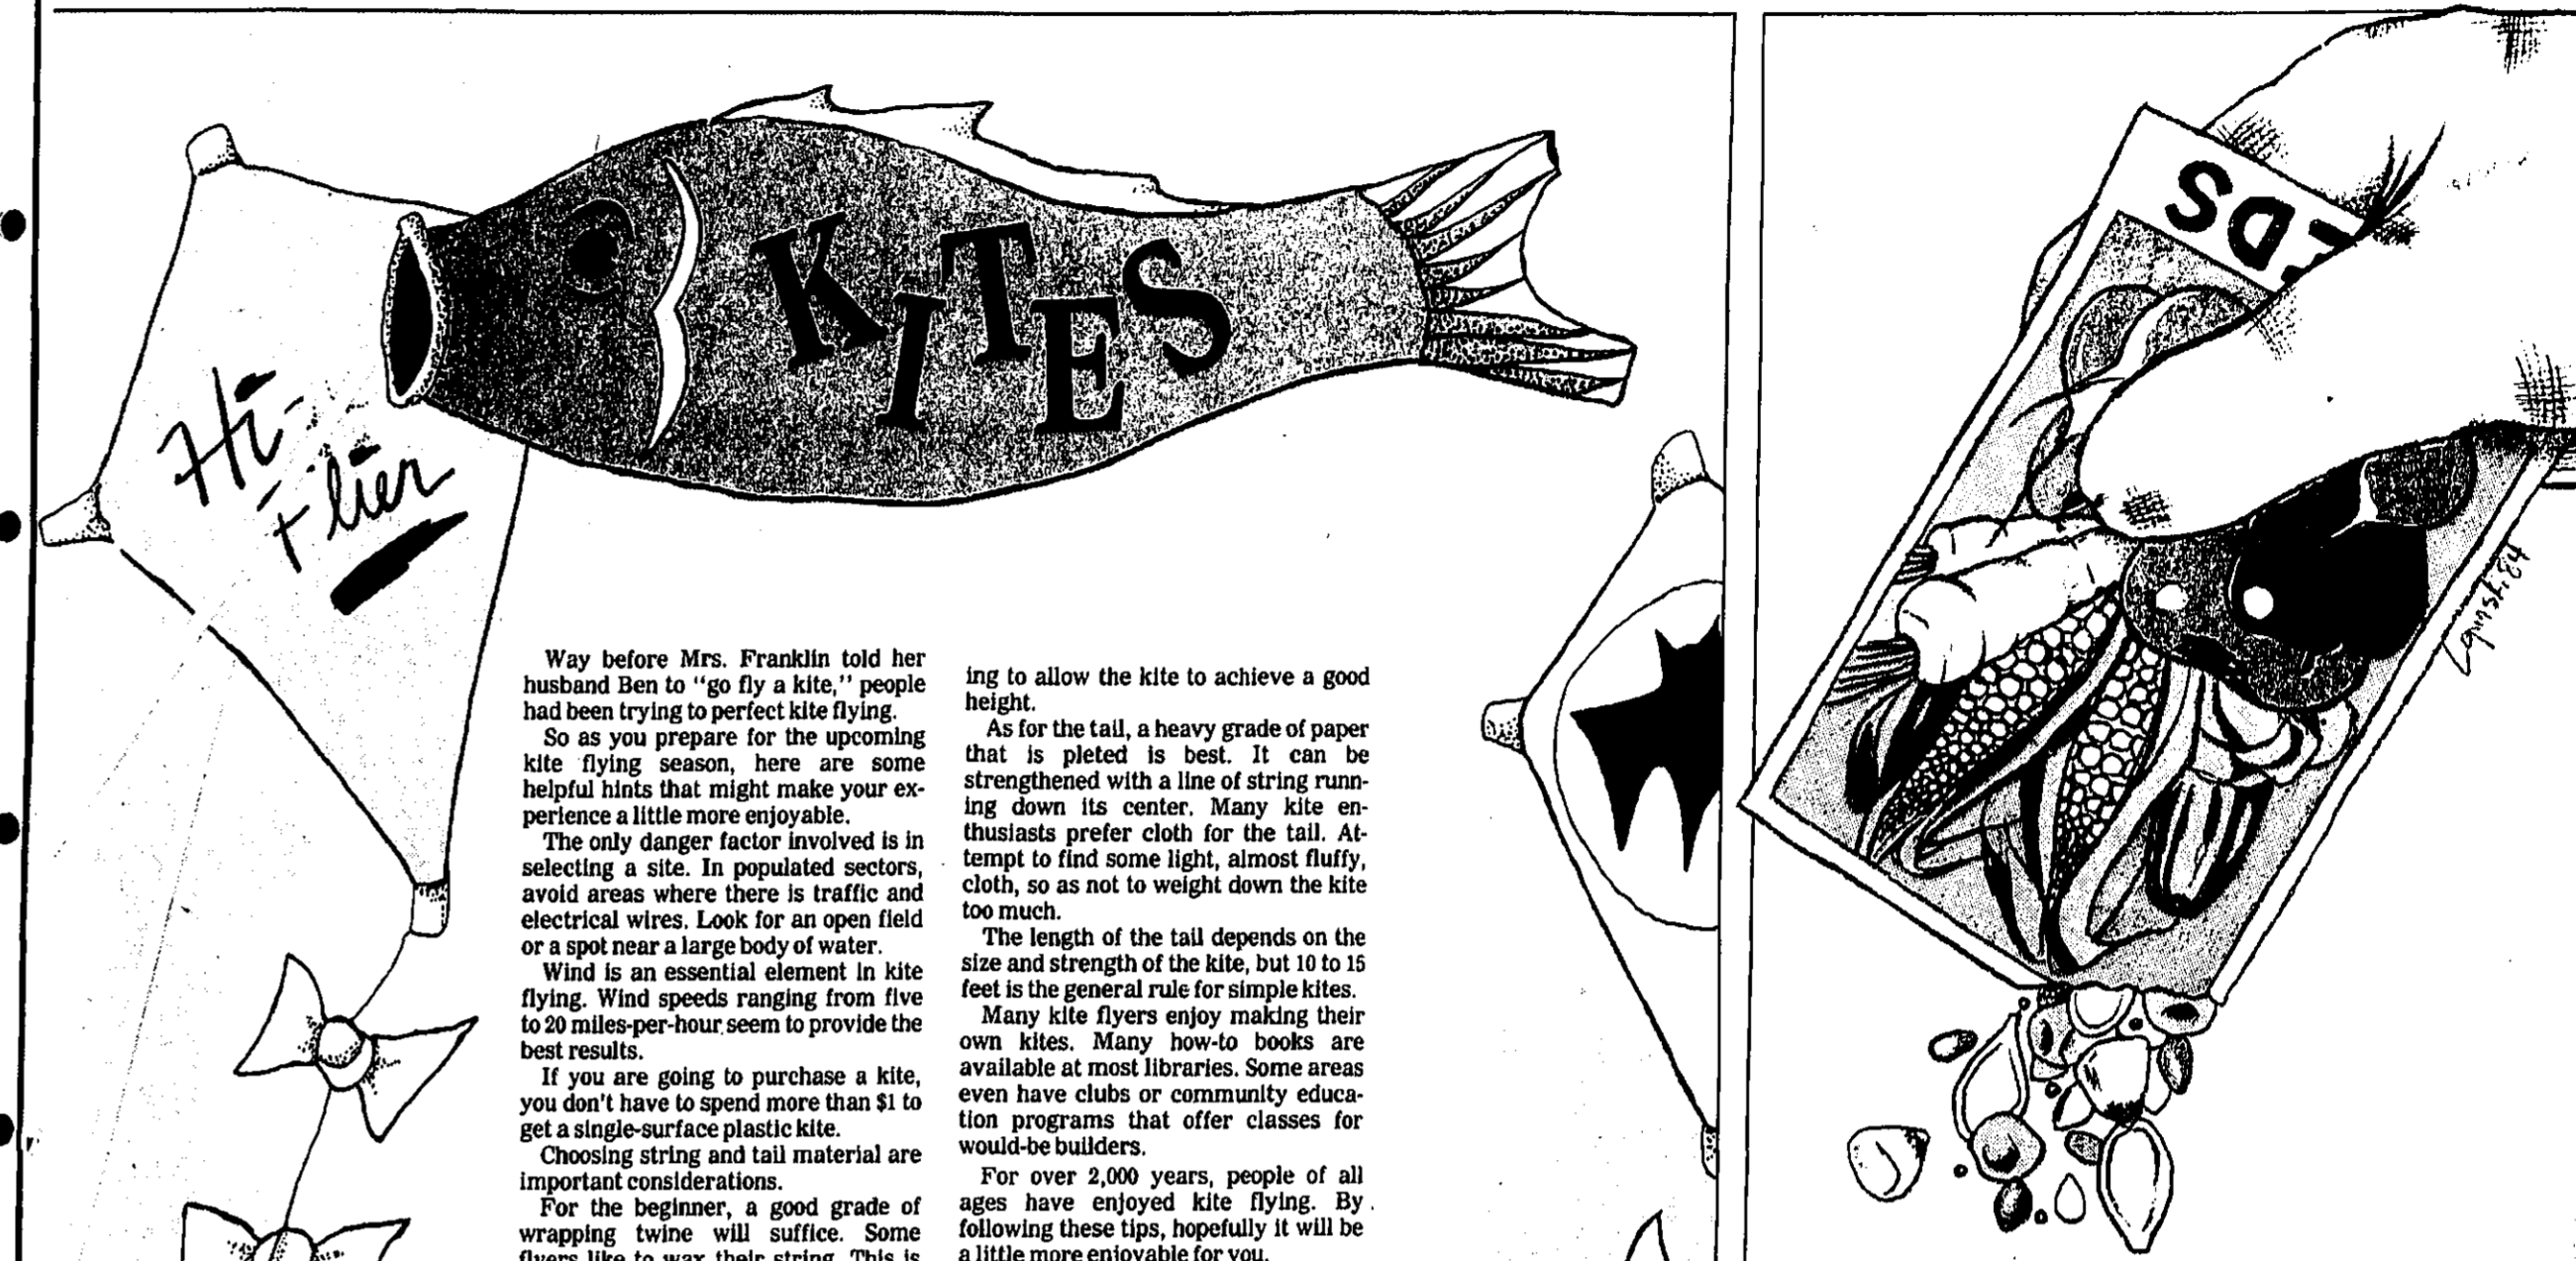 KITES
Hi-
Flier
Way before Mrs. Franklin told her
husband Ben to "go fly a kite," people
had been trying to perfect kite flying.
So as you prepare for the upcoming
kite flying season, here are some
helpful hints that might make your ex-
perience a little more enjoyable.
The only danger factor involved is in
selecting a site. In populated sectors,
avoid areas where there is traffic and
electrical wires. Look for an open field
or a spot near a large body of water.
Wind is an essential element in kite
flying. Wind speeds ranging from five
to 20 miles-per-hour seem to provide the
best results.
If you are going to purchase a kite,
you don't have to spend more than $1 to
get a single-surface plastic kite.
Choosing string and tail material are
important considerations.
For the beginner, a good grade of
wrapping twine will suffice. Some
flyers like to wax their string. This is
ing to allow the kite to achieve a good
height.
As for the tail, a heavy grade of paper
that is pleted is best. It can be
strengthened with a line of string runn-
ing down its center. Many kite en-
thusiasts prefer cloth for the tail. At-
tempt to find some light, almost fluffy,
cloth, so as not to weight down the kite
too much.
The length of the tail depends on the
size and strength of the kite, but 10 to 15
feet is the general rule for simple kites.
Many kite flyers enjoy making their
own kites. Many how-to books are
available at most libraries. Some areas
even have clubs or community educa-
tion programs that offer classes for
would-be builders.
For over 2,000 years, people of all
ages have enjoyed kite flying. By
following these tips, hopefully it will be
a little more enjoyable for you.
EDS
84